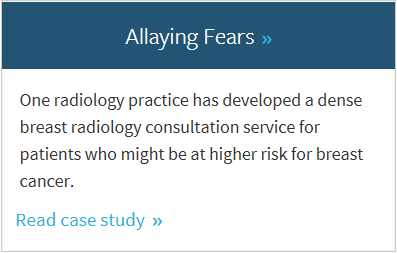 Allaying Fears »
One radiology practice has developed a dense
breast radiology consultation service for
patients who might be at higher risk for breast
cancer.
Read case study »